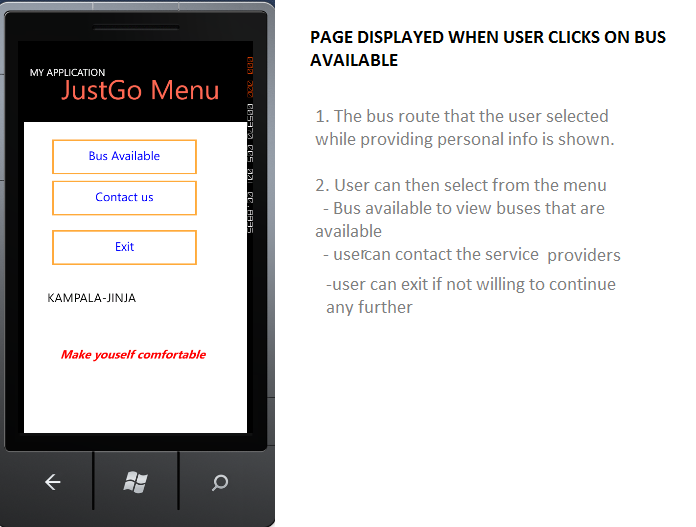 MY APPLICATION
JustGo Menu
Bus Available
Contact us
Exit
KAMPALA-JINJA
Make youself comfortable
PAGE DISPLAYED WHEN USER CLICKS ON BUS
AVAILABLE
1. The bus route that the user selected
while providing personal info is shown.
2. User can then select from the menu
- Bus available to view buses that are
available
- user can contact the service providers
-user can exit if not willing to continue
any further